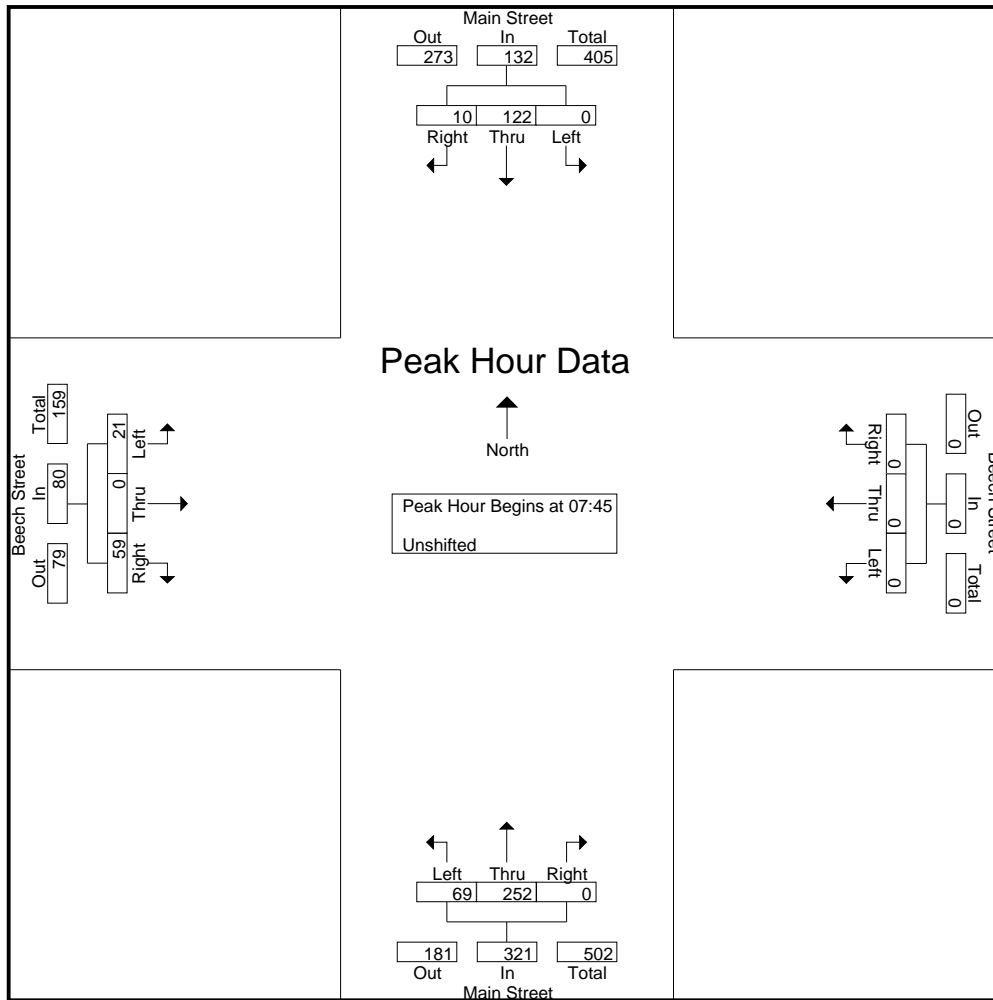 Main Street
Out In Total
273 132 405
10 122 0
Right Thru Left
Peak Hour Data
North
Peak Hour Begins at 07:45
Unshifted
Beech Street
Total In Out
159 80 79
21 0 59
Left Thru Right
Beech Street
Out In Total
0 0 0
Right Thru Left
0 0 0
Left Thru Right
69 252 0
181 321 502
Out In Total
Main Street